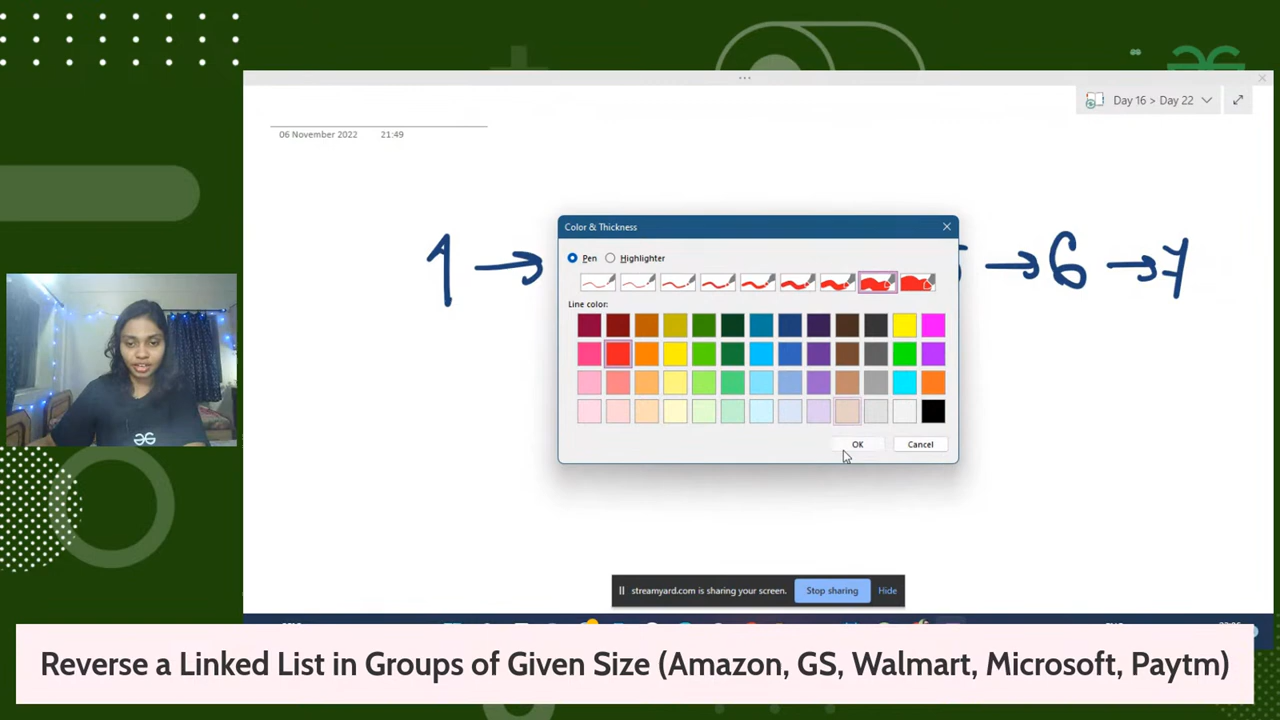 Day 16 > Day 22
06 November 2022 21:49
Color & Thickness
Pen Highlighter
1 → → 6 → 7
Line color:
OK Cancel
streamyard.com is sharing your screen. Stop sharing Hide
Reverse a Linked List in Groups of Given Size (Amazon, GS, Walmart, Microsoft, Paytm)